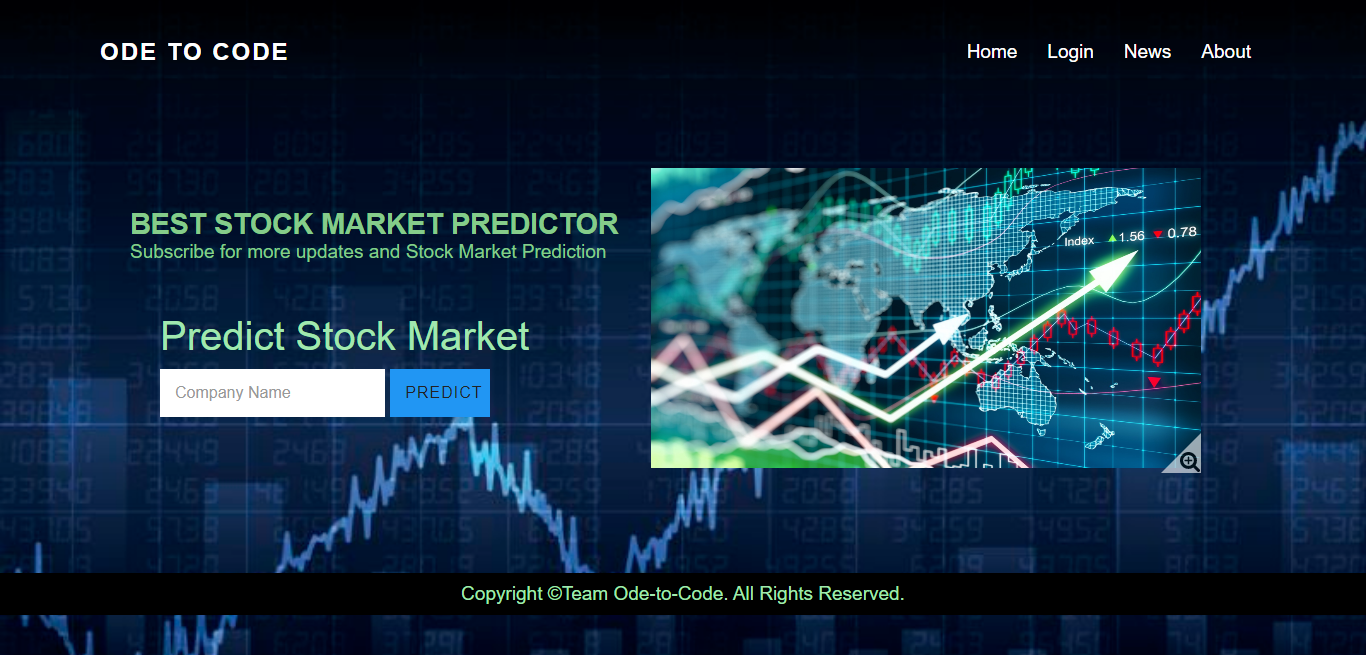 ODE TO CODE
Home Login News About
BEST STOCK MARKET PREDICTOR
Subscribe for more updates and Stock Market Prediction
Index ▲1.56 ▼0.78
Predict Stock Market
Company Name
PREDICT
Copyright ©Team Ode-to-Code. All Rights Reserved.